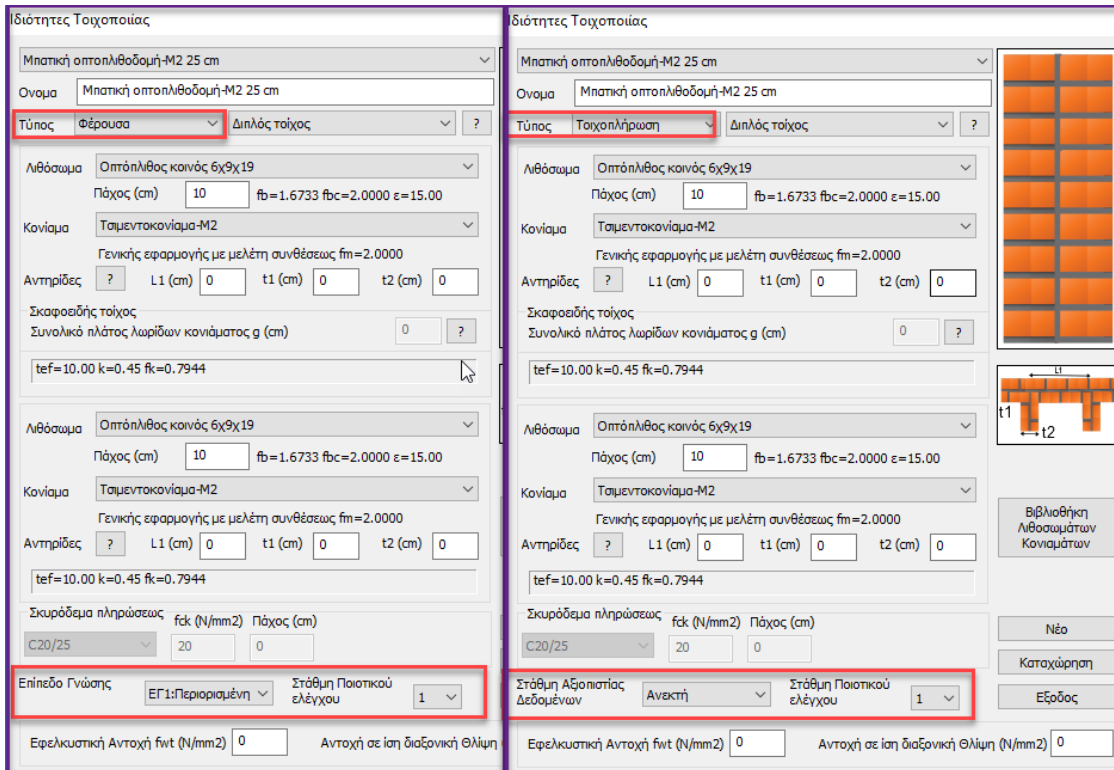 Ιδιότητες Τοιχοποιίας
Μπατική οπτοπλιθοδομή-M2 25 cm
Ονομα Μπατική οπτοπλιθοδομή-M2 25 cm
Τύπος Φέρουσα Διπλός τοίχος ?
Λιθόσωμα Οπτόπλιθος κοινός 6χ9χ19
Πάχος (cm) 10 fb=1.6733 fbc=2.0000 ε=15.00
Κονίαμα Τσιμεντοκονίαμα-M2
Γενικής εφαρμογής με μελέτη συνθέσεως fm=2.0000
Αντηρίδες ? L1 (cm) 0 t1 (cm) 0 t2 (cm) 0
Σκαφοειδής τοίχος
Συνολικό πλάτος λωρίδων κονιάματος g (cm) 0 ?
tef=10.00 k=0.45 fk=0.7944
Λιθόσωμα Οπτόπλιθος κοινός 6χ9χ19
Πάχος (cm) 10 fb=1.6733 fbc=2.0000 ε=15.00
Κονίαμα Τσιμεντοκονίαμα-M2
Γενικής εφαρμογής με μελέτη συνθέσεως fm=2.0000
Αντηρίδες ? L1 (cm) 0 t1 (cm) 0 t2 (cm) 0
tef=10.00 k=0.45 fk=0.7944
Σκυρόδεμα πληρώσεως fck (N/mm2) Πάχος (cm)
C20/25 20 0
Επίπεδο Γνώσης ΕΓ1:Περιορισμένη Στάθμη Ποιοτικού
ελέγχου 1
Εφελκυστική Αντοχή fwt (N/mm2) 0 Αντοχή σε ίση διαξονική Θλίψη (
Ιδιότητες Τοιχοποιίας
Μπατική οπτοπλιθοδομή-M2 25 cm
Ονομα Μπατική οπτοπλιθοδομή-M2 25 cm
Τύπος Τοιχοπλήρωση Διπλός τοίχος ?
Λιθόσωμα Οπτόπλιθος κοινός 6χ9χ19
Πάχος (cm) 10 fb=1.6733 fbc=2.0000 ε=15.00
Κονίαμα Τσιμεντοκονίαμα-M2
Γενικής εφαρμογής με μελέτη συνθέσεως fm=2.0000
Αντηρίδες ? L1 (cm) 0 t1 (cm) 0 t2 (cm) 0
Σκαφοειδής τοίχος
Συνολικό πλάτος λωρίδων κονιάματος g (cm) 0 ?
tef=10.00 k=0.45 fk=0.7944
Λιθόσωμα Οπτόπλιθος κοινός 6χ9χ19
Πάχος (cm) 10 fb=1.6733 fbc=2.0000 ε=15.00
Κονίαμα Τσιμεντοκονίαμα-M2
Γενικής εφαρμογής με μελέτη συνθέσεως fm=2.0000
Αντηρίδες ? L1 (cm) 0 t1 (cm) 0 t2 (cm) 0
tef=10.00 k=0.45 fk=0.7944
Σκυρόδεμα πληρώσεως fck (N/mm2) Πάχος (cm)
C20/25 20 0
Στάθμη Αξιοπιστίας Στάθμη Ποιοτικού
Δεδομένων Ανεκτή ελέγχου 1
Εφελκυστική Αντοχή fwt (N/mm2) 0 Αντοχή σε ίση διαξονική Θλίψη (N/mm2) 0
L1
t1
t2
Βιβλιοθήκη
Λιθοσωμάτων
Κονιαμάτων
Νέο
Καταχώρηση
Εξοδος